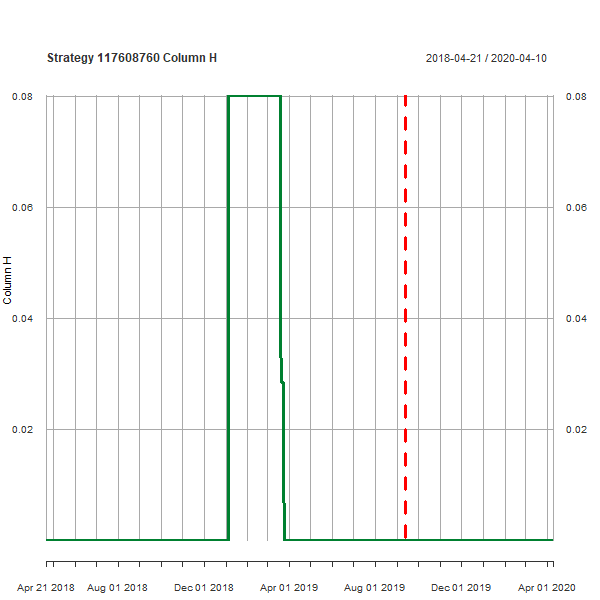 Strategy 117608760 Column H
2018-04-21 / 2020-04-10
0.08 0.08
0.06 0.06
0.04 0.04
0.02 0.02
Column H
Apr 21 2018 Aug 01 2018 Dec 01 2018 Apr 01 2019 Aug 01 2019 Dec 01 2019 Apr 01 2020